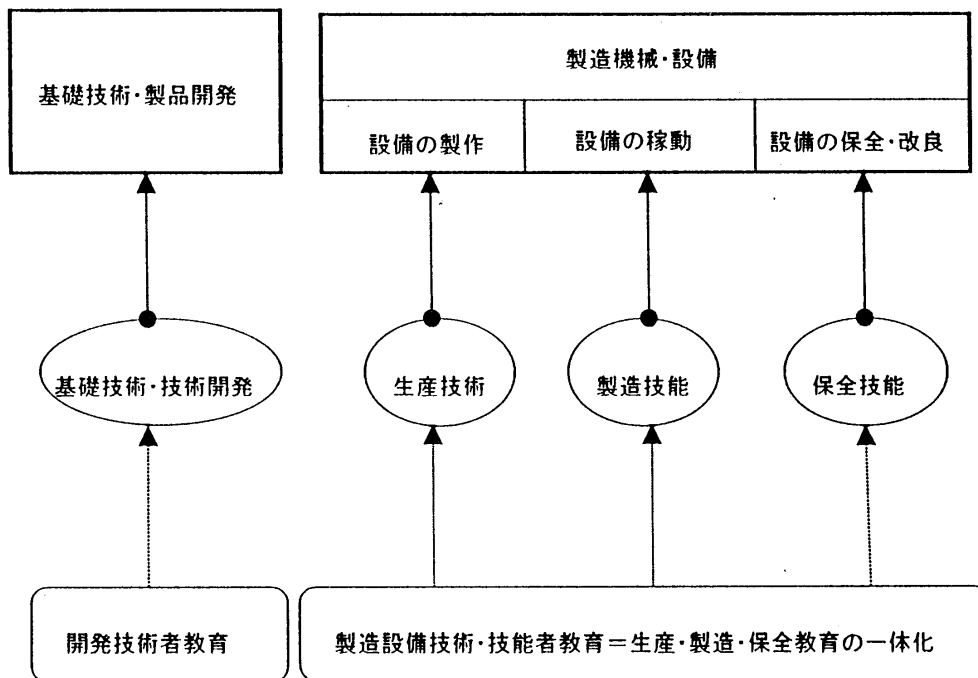 基礎技術・製品開発
製造機械・設備
設備の製作
設備の稼動
設備の保全・改良
基礎技術・技術開発
生産技術
製造技能
保全技能
開発技術者教育
製造設備技術・技能者教育＝生産・製造・保全教育の一体化